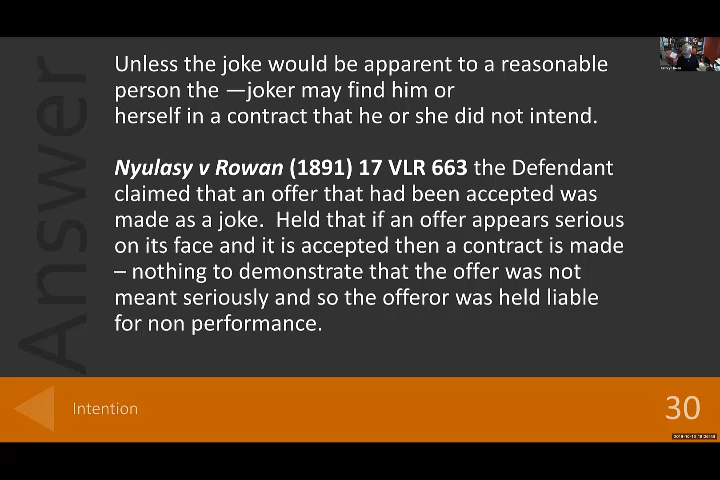 Answer
Unless the joke would be apparent to a reasonable
person the —joker may find him or
herself in a contract that he or she did not intend.
Nyulasy v Rowan (1891) 17 VLR 663 the Defendant
claimed that an offer that had been accepted was
made as a joke. Held that if an offer appears serious
on its face and it is accepted then a contract is made
– nothing to demonstrate that the offer was not
meant seriously and so the offeror was held liable
for non performance.
Intention
30